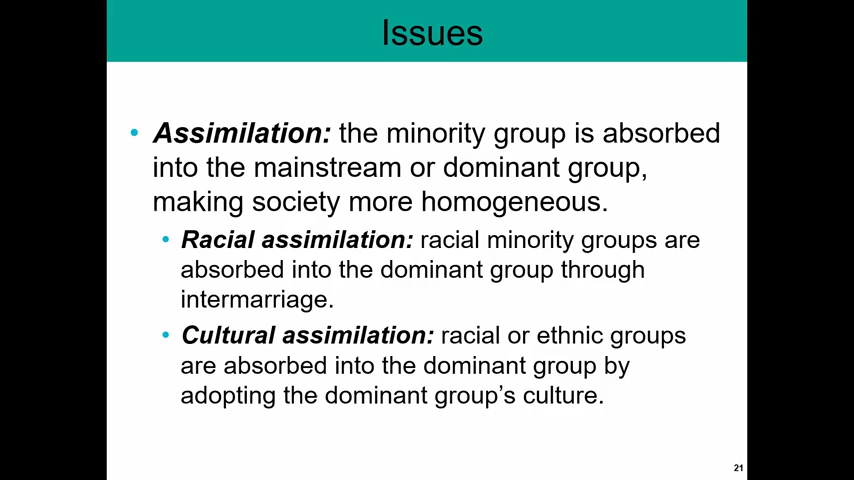 Issues
• Assimilation: the minority group is absorbed
into the mainstream or dominant group,
making society more homogeneous.
• Racial assimilation: racial minority groups are
absorbed into the dominant group through
intermarriage.
• Cultural assimilation: racial or ethnic groups
are absorbed into the dominant group by
adopting the dominant group's culture.
21